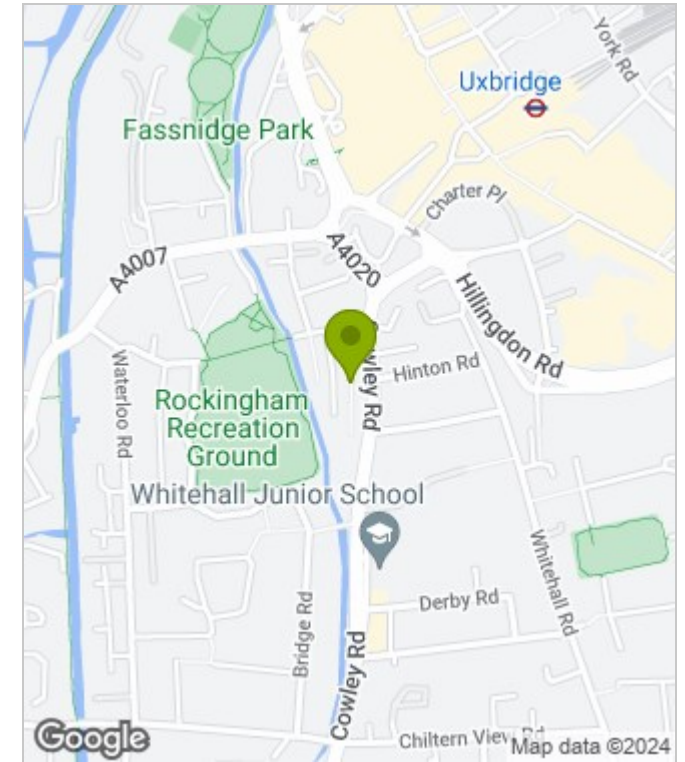 York Rd
Uxbridge
Fassnidge Park
Charter Pl
A4007
A4020
Hillingdon Rd
Cowley Rd
Hinton Rd
Waterloo Rd
Rockingham
Recreation
Ground
Whitehall Junior School
Whitehall Rd
Derby Rd
Bridge Rd
Cowley Rd
Chiltern View Rd
Google
Map data ©2024